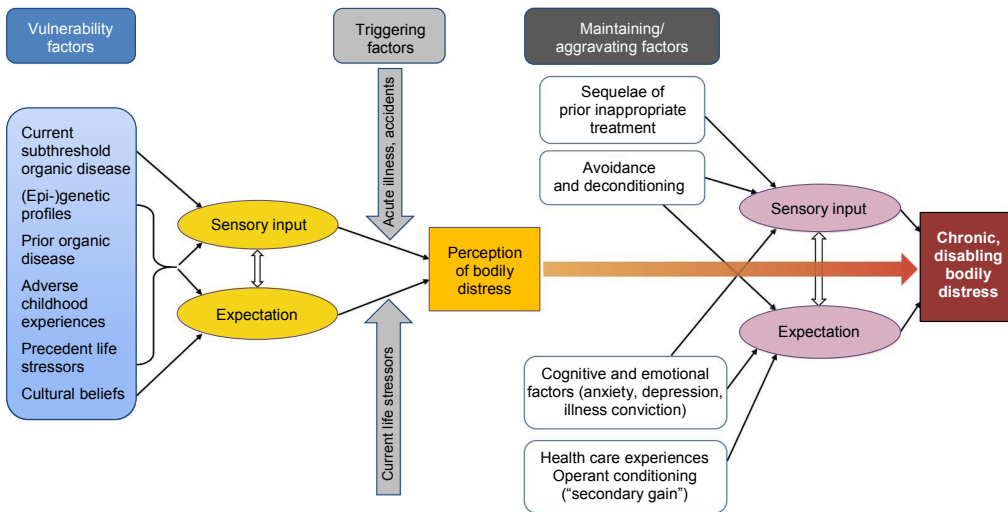 Vulnerability
factors
Triggering
factors
Maintaining/
aggravating factors
Current
subthreshold
organic disease
(Epi-)genetic
profiles
Prior organic
disease
Adverse
childhood
experiences
Precedent life
stressors
Cultural beliefs
Sensory input
Expectation
Acute illness, accidents
Current life stressors
Perception
of bodily
distress
Sequelae of
prior inappropriate
treatment
Avoidance
and deconditioning
Sensory input
Expectation
Cognitive and emotional
factors (anxiety, depression,
illness conviction)
Health care experiences
Operant conditioning
(“secondary gain”)
Chronic,
disabling
bodily
distress